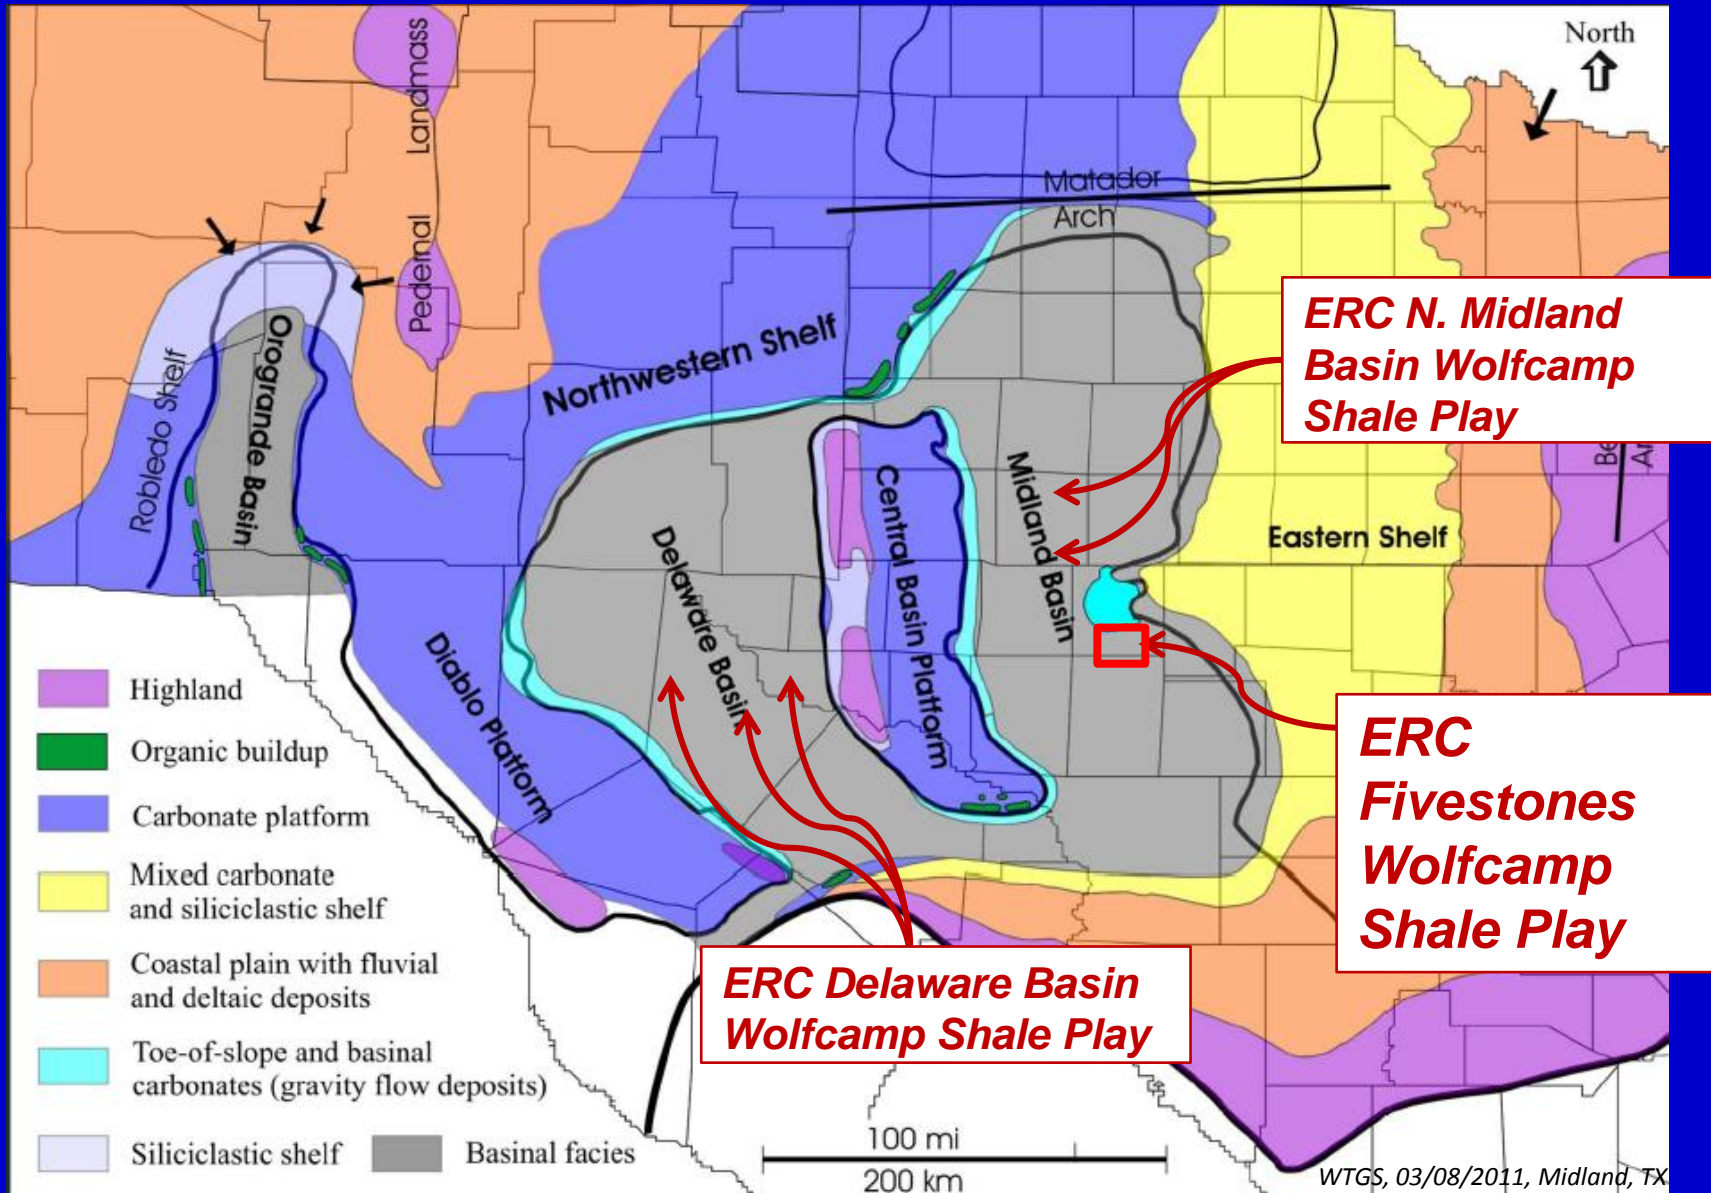 North
Landmass
Pedernal
Matador
Arch
Northwestern Shelf
Orogrande Basin
Robledo Shelf
ERC N. Midland
Basin Wolfcamp
Shale Play
Midland Basin
Central Basin Platform
Delaware Basin
Eastern Shelf
Diablo Platform
ERC
Fivestones
Wolfcamp
Shale Play
ERC Delaware Basin
Wolfcamp Shale Play
Highland
Organic buildup
Carbonate platform
Mixed carbonate
and siliciclastic shelf
Coastal plain with fluvial
and deltaic deposits
Toe-of-slope and basinal
carbonates (gravity flow deposits)
Siliciclastic shelf
Basinal facies
100 mi
200 km
WTGS, 03/08/2011, Midland, TX